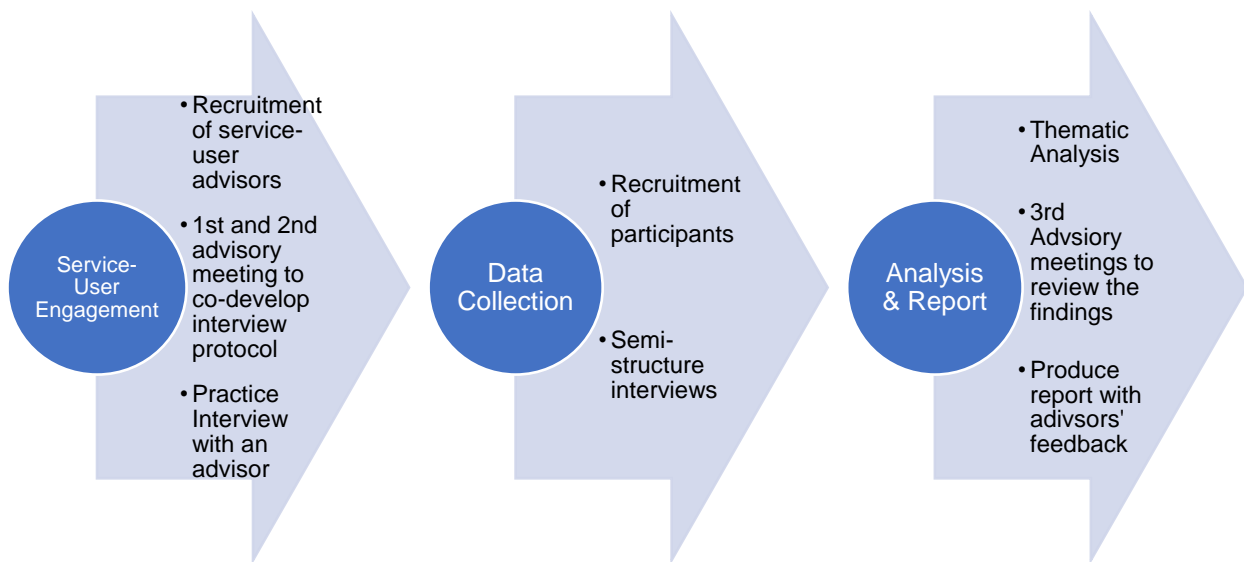 Service-
User
Engagement
• Recruitment
of service-
user
advisors
• 1st and 2nd
advisory
meeting to
co-develop
interview
protocol
• Practice
Interview
with an
advisor
Data
Collection
• Recruitment
of
participants
• Semi-
structure
interviews
Analysis
& Report
• Thematic
Analysis
• 3rd
Advsiory
meetings to
review the
findings
• Produce
report with
adivsors'
feedback